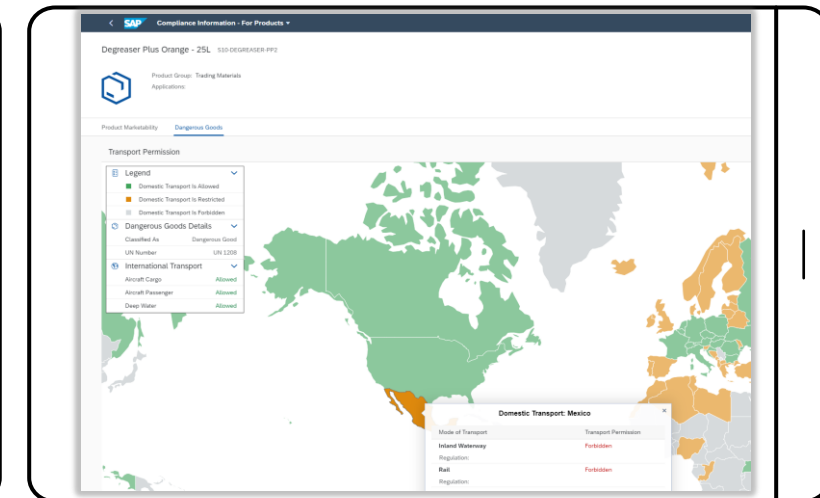 SAP Compliance Information - For Products
Degreaser Plus Orange - 25L S10-DEGREASER-PP2
Product Group: Trading Materials
Applications:
Product Marketability Dangerous Goods
Transport Permission
Legend
Domestic Transport Is Allowed
Domestic Transport Is Restricted
Domestic Transport Is Forbidden
Dangerous Goods Details
Classified As Dangerous Good
UN Number UN 1208
International Transport
Aircraft Cargo Allowed
Aircraft Passenger Allowed
Deep Water Allowed
Domestic Transport: Mexico ×
Mode of Transport Transport Permission
Inland Waterway Forbidden
Regulation:
Rail Forbidden
Regulation: